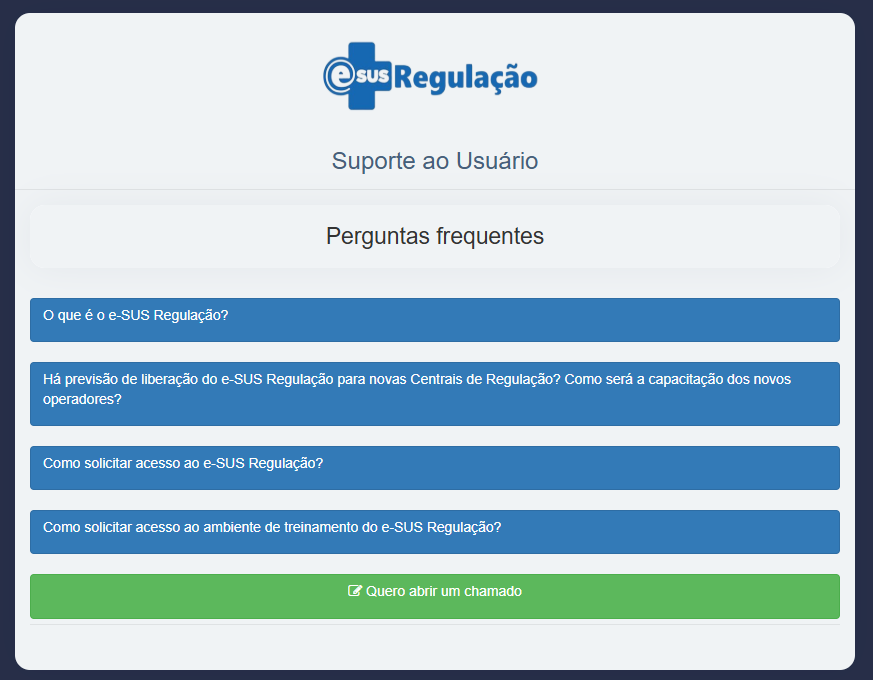 e sus Regulação
Suporte ao Usuário
Perguntas frequentes
O que é o e-SUS Regulação?
Há previsão de liberação do e-SUS Regulação para novas Centrais de Regulação? Como será a capacitação dos novos
operadores?
Como solicitar acesso ao e-SUS Regulação?
Como solicitar acesso ao ambiente de treinamento do e-SUS Regulação?
Quero abrir um chamado